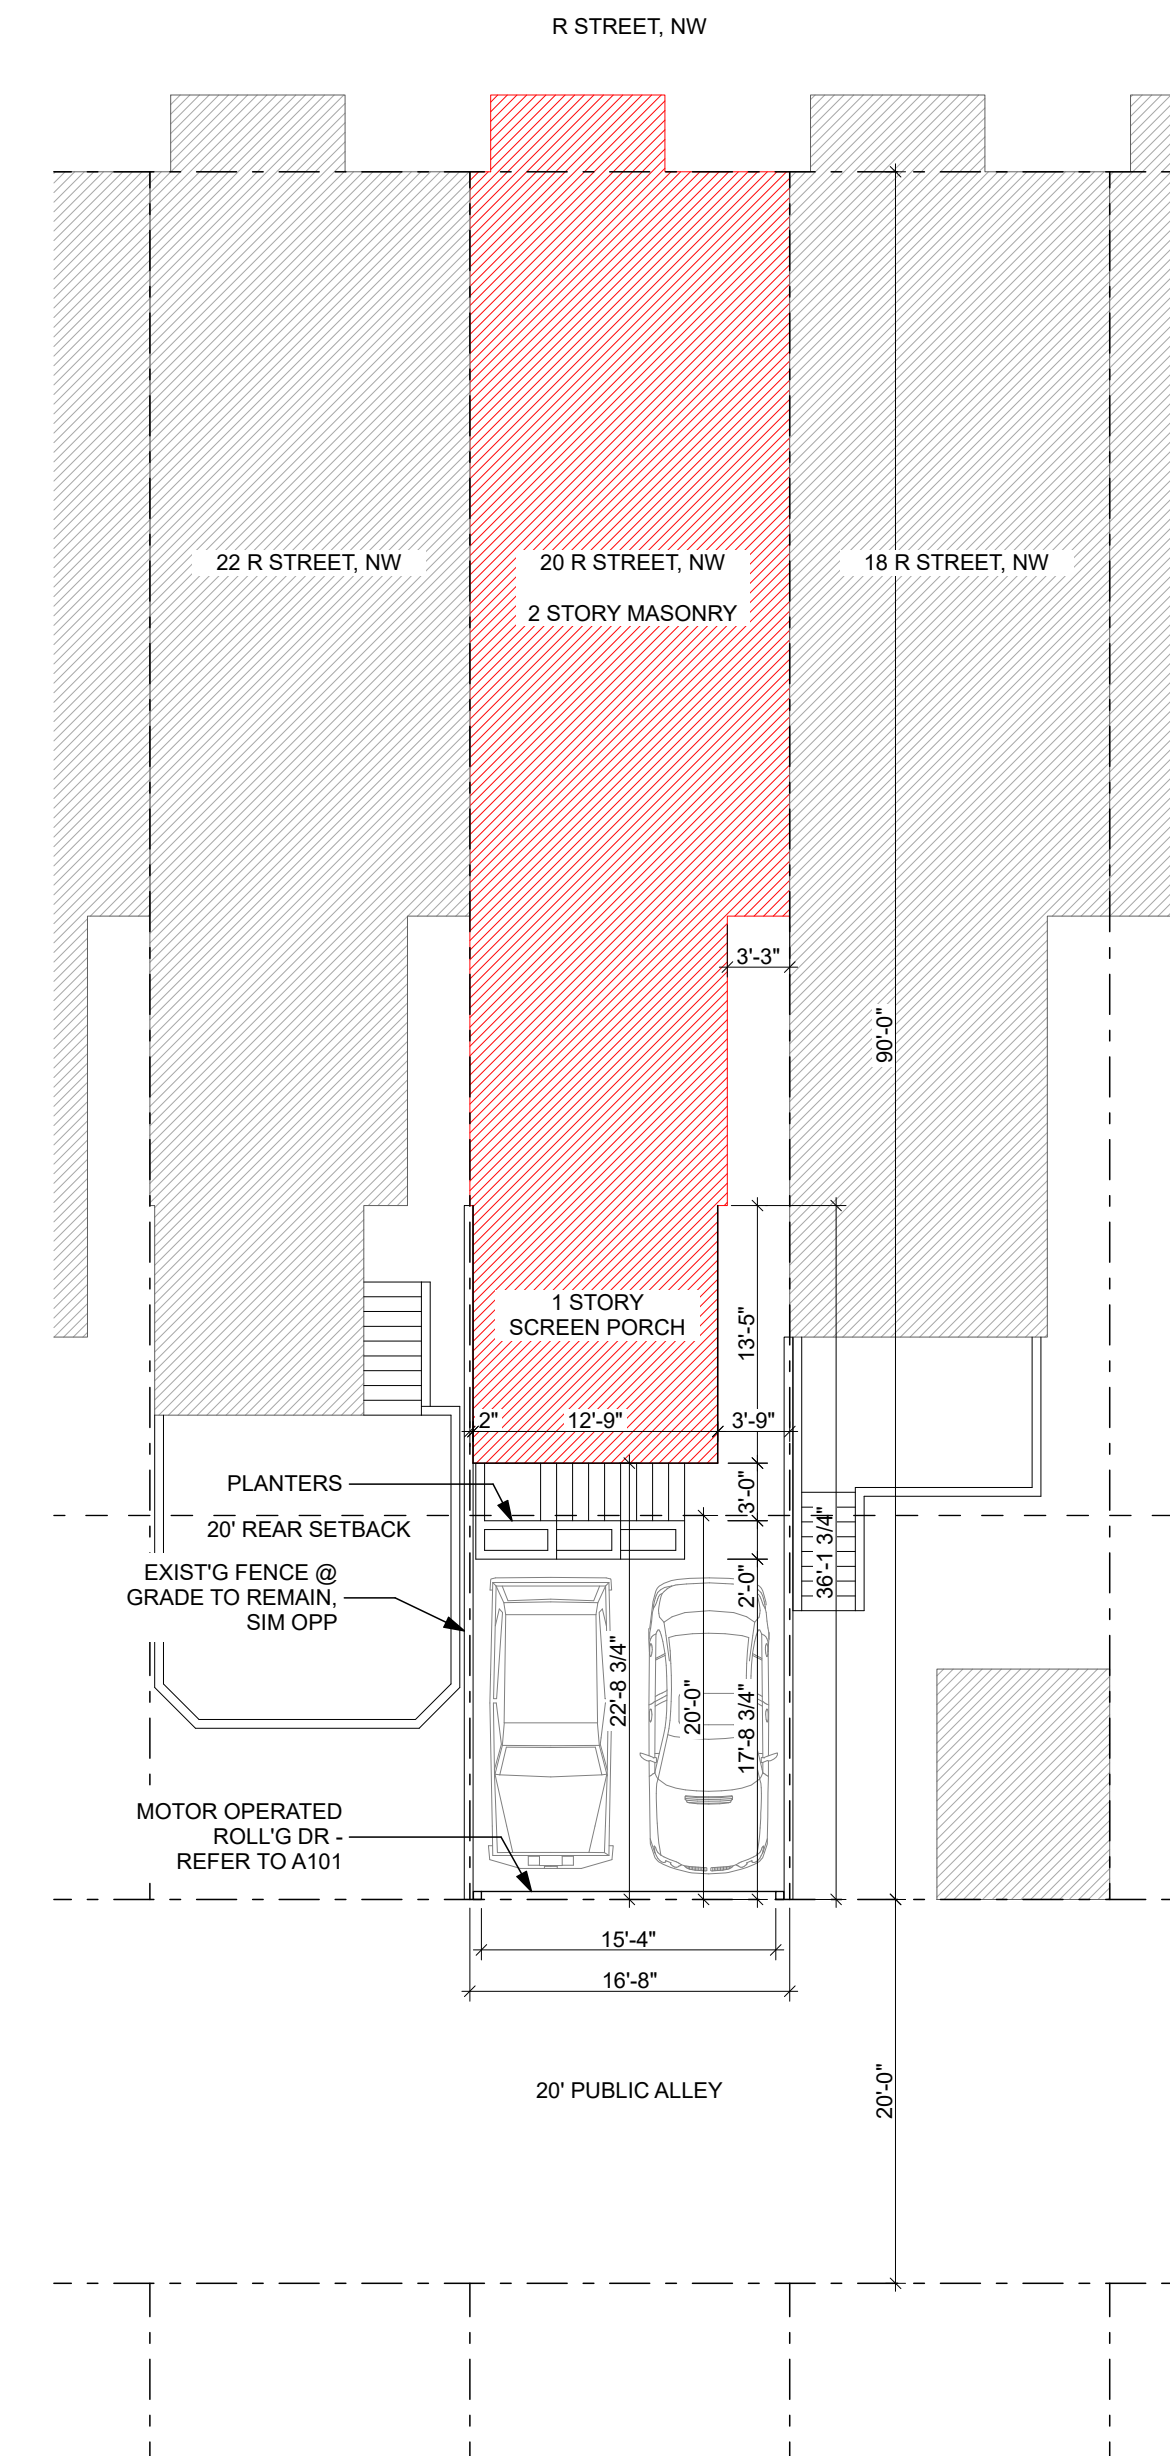 R STREET, NW
22 R STREET, NW
20 R STREET, NW
2 STORY MASONRY
18 R STREET, NW
3'-3"
90'-0"
1 STORY
SCREEN PORCH
13'-5"
2"
12'-9"
3'-9"
PLANTERS
3'-0"
20' REAR SETBACK
EXIST'G FENCE @
GRADE TO REMAIN,
SIM OPP
36'-1 3/4"
2'-0"
22'-8 3/4"
20'-0"
17'-8 3/4"
MOTOR OPERATED
ROLL'G DR -
REFER TO A101
15'-4"
16'-8"
20' PUBLIC ALLEY
20'-0"